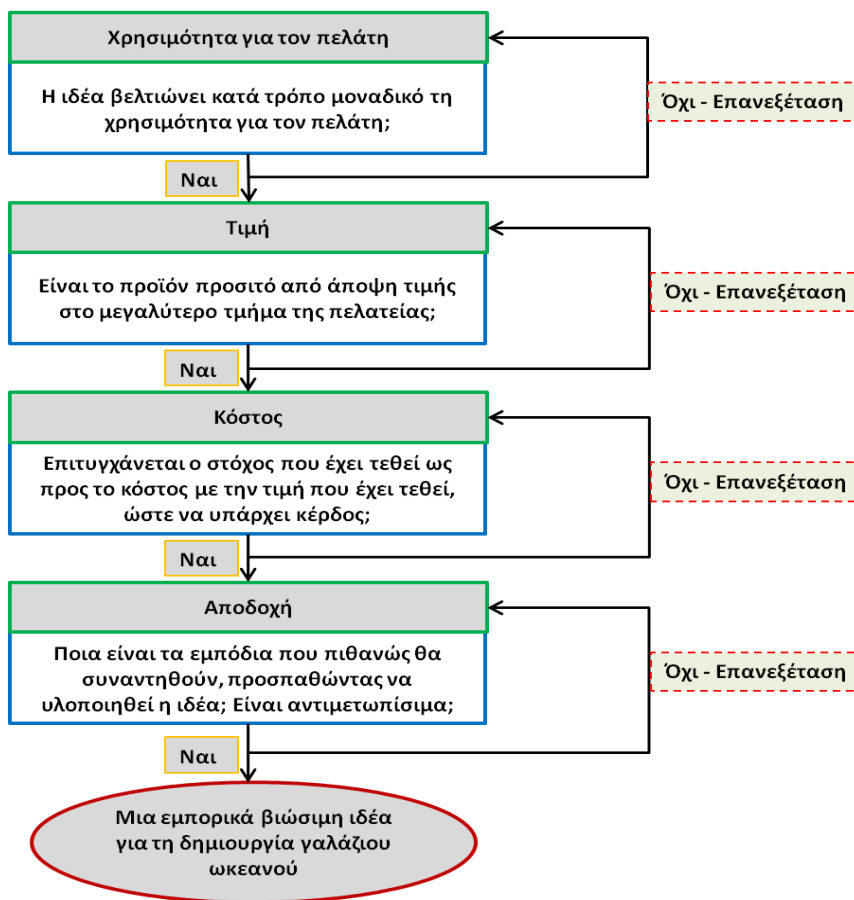 Χρησιμότητα για τον πελάτη
Η ιδέα βελτιώνει κατά τρόπο μοναδικό τη
χρησιμότητα για τον πελάτη;
Όχι - Επανεξέταση
Ναι
Τιμή
Είναι το προϊόν προσιτό από άποψη τιμής
στο μεγαλύτερο τμήμα της πελατείας;
Όχι - Επανεξέταση
Ναι
Κόστος
Επιτυγχάνεται ο στόχος που έχει τεθεί ως
προς το κόστος με την τιμή που έχει τεθεί,
ώστε να υπάρχει κέρδος;
Όχι - Επανεξέταση
Ναι
Αποδοχή
Ποια είναι τα εμπόδια που πιθανώς θα
συναντηθούν, προσπαθώντας να
υλοποιηθεί η ιδέα; Είναι αντιμετωπίσιμα;
Όχι - Επανεξέταση
Ναι
Μια εμπορικά βιώσιμη ιδέα
για τη δημιουργία γαλάζιου
ωκεανού